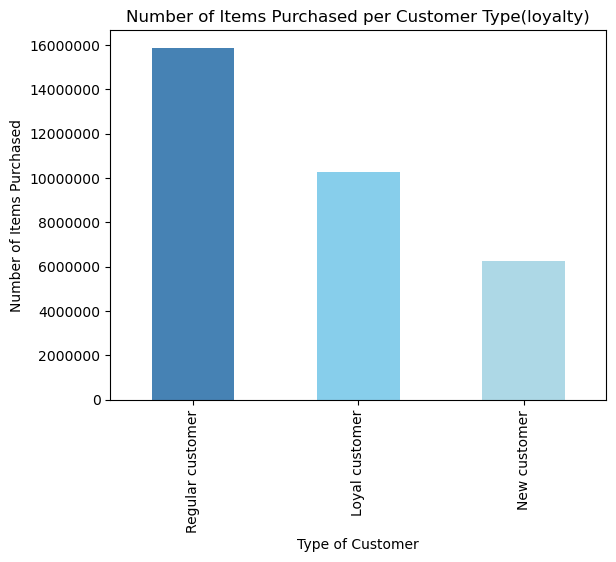 Number of Items Purchased per Customer Type(loyalty)
Number of Items Purchased
16000000
14000000
12000000
10000000
8000000
6000000
4000000
2000000
0
Regular customer
Loyal customer
New customer
Type of Customer